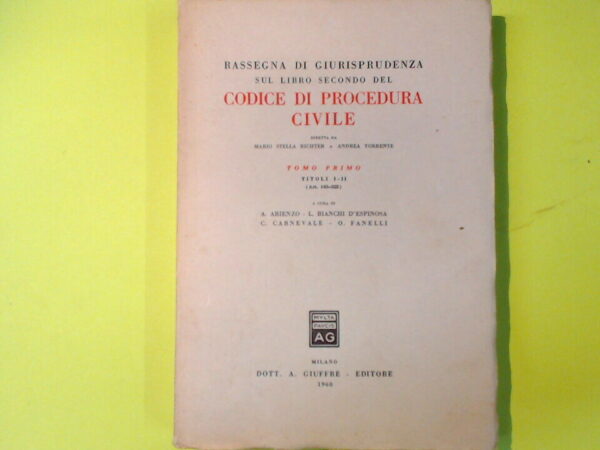 RASSEGNA DI GIURISPRUDENZA
SUL LIBRO SECONDO DEL
CODICE DI PROCEDURA
CIVILE
DIRETTA DA
MARIO STELLA RICHTER e ANDREA TORRENTE
TOMO PRIMO
TITOLI I-II
A CURA DI
A. ARIENZO - L. BIANCHI D'ESPINOSA
C. CARNEVALE - O. FANELLI
MVLTA
PAVCIS
AG
MILANO
DOTT. A. GIUFFRÈ - EDITORE
1960